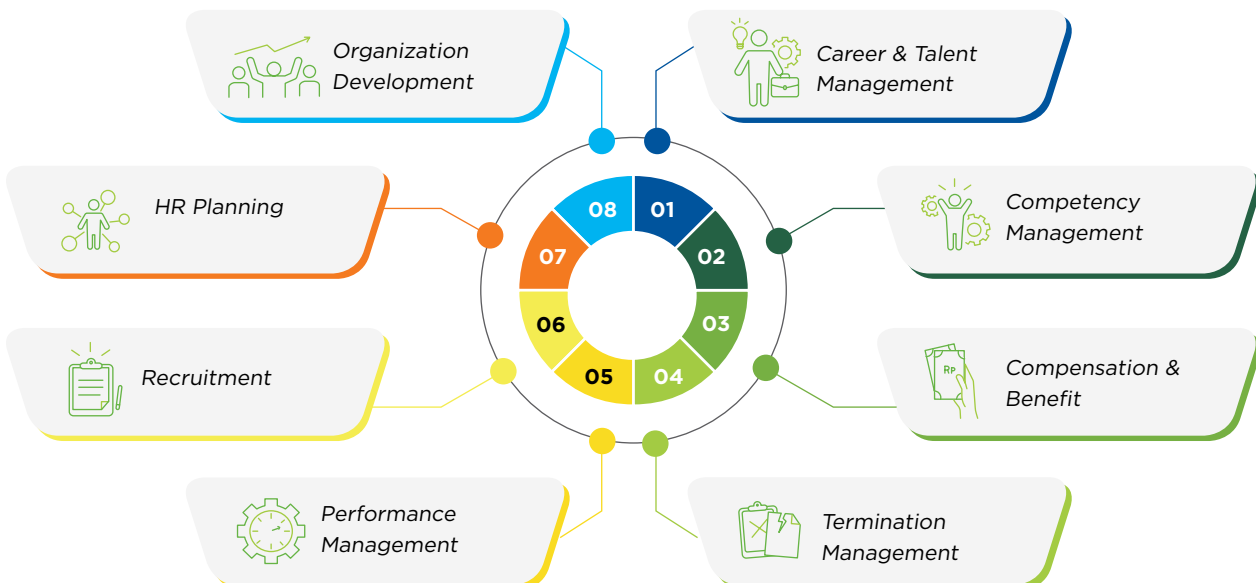 Organization
Development
Career & Talent
Management
HR Planning
Competency
Management
Recruitment
Compensation &
Benefit
Rp
Performance
Management
Termination
Management
08
01
07
02
06
03
05
04